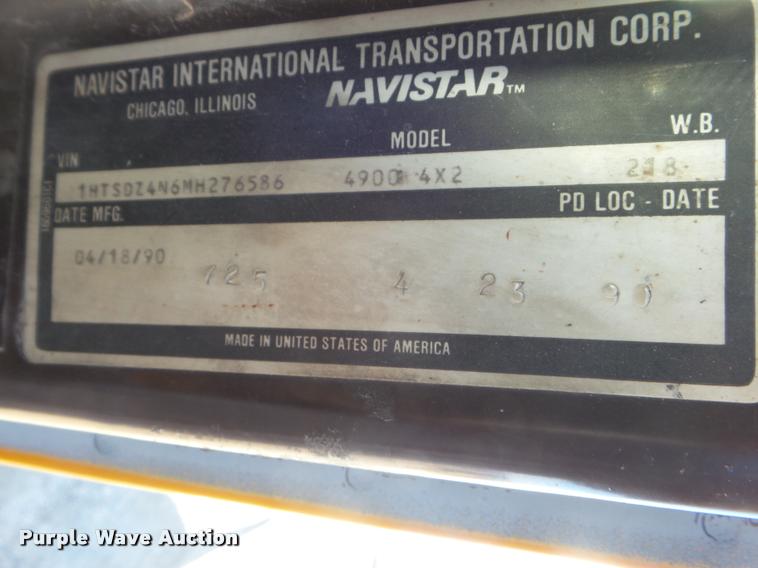 NAVISTAR INTERNATIONAL TRANSPORTATION CORP.
CHICAGO, ILLINOIS NAVISTAR™
VIN MODEL W.B.
1HTSDZ4N6MH276586 4900 4X2 218
DATE MFG. PD LOC - DATE
04/18/90
725 4 23 90
MADE IN UNITED STATES OF AMERICA
Purple Wave Auction